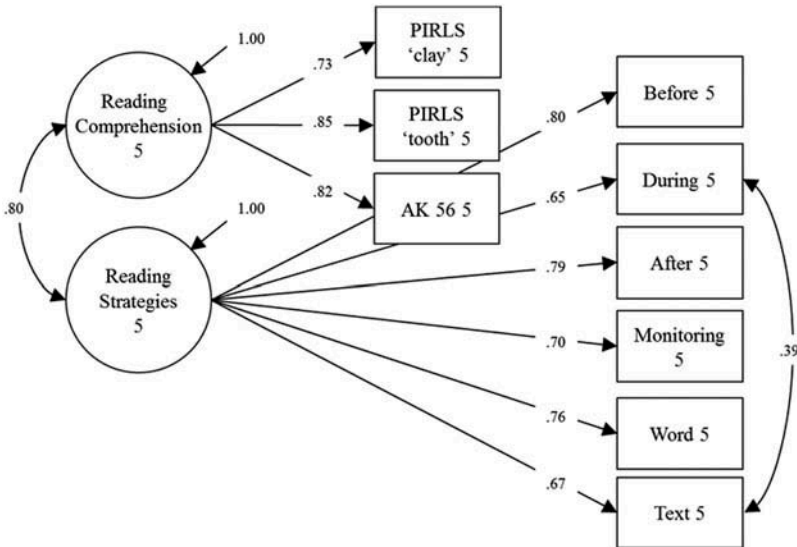 1.00
Reading
Comprehension
5
.73
.85
.82
PIRLS
‘clay’ 5
PIRLS
‘tooth’ 5
AK 56 5
.80
1.00
Reading
Strategies
5
.80
.65
.79
.70
.76
.67
Before 5
During 5
After 5
Monitoring
5
Word 5
Text 5
.39